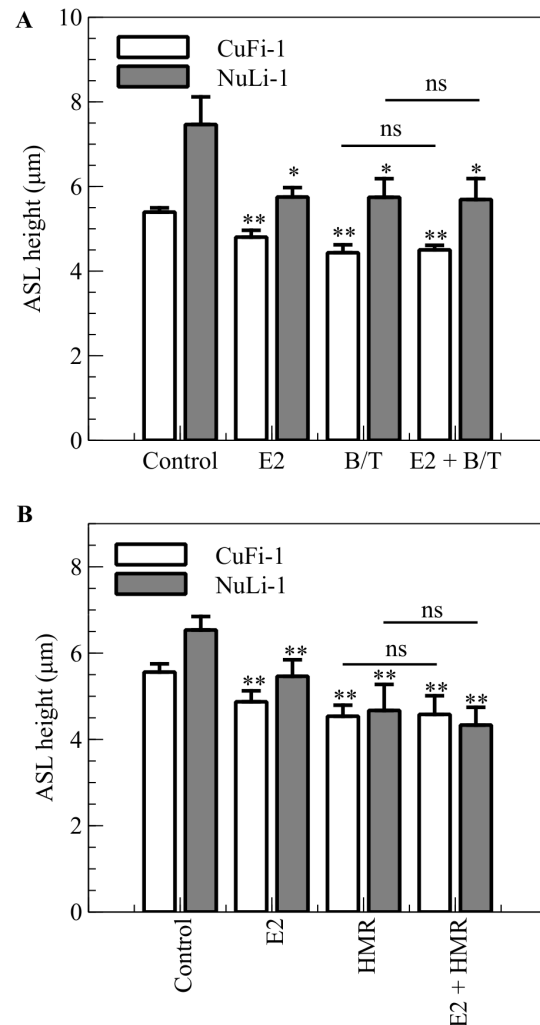 A
10
CuFi-1
NuLi-1
ns
8
ns
*
*
*
6
**
**
**
ASL height (μm)
4
2
0
Control E2 B/T E2 + B/T
B
CuFi-1
8
NuLi-1
ns
ns
6
**
**
**
**
**
**
ASL height (μm)
4
2
0
Control
E2
HMR
E2 + HMR